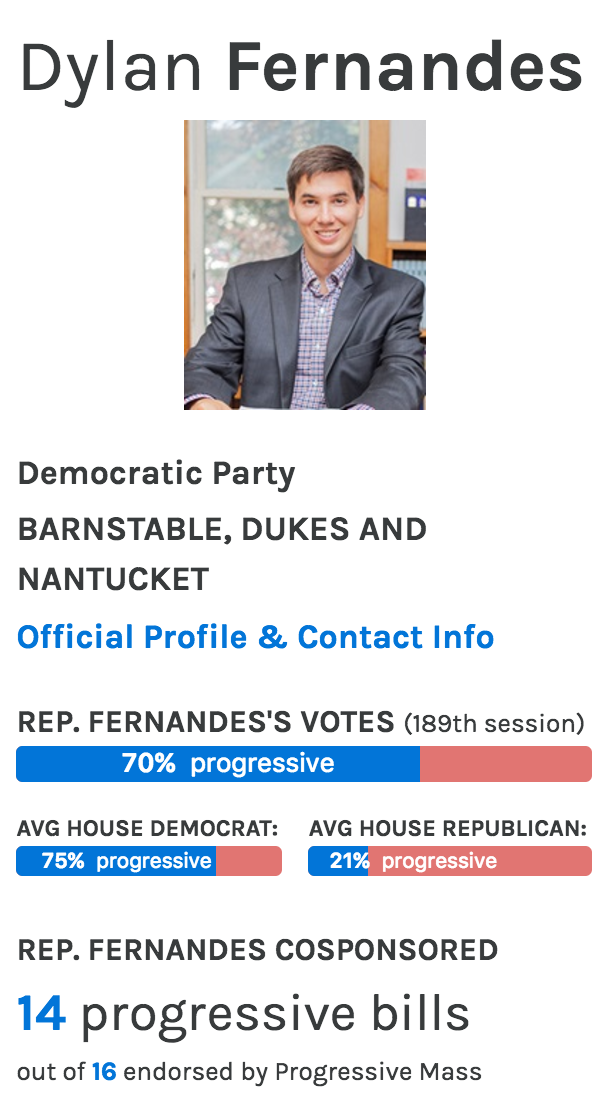 Dylan Fernandes
Democratic Party
BARNSTABLE, DUKES AND
NANTUCKET
Official Profile & Contact Info
REP. FERNANDES'S VOTES (189th session)
70% progressive
AVG HOUSE DEMOCRAT:
75% progressive
AVG HOUSE REPUBLICAN:
21% progressive
REP. FERNANDES COSPONSORED
14 progressive bills
out of 16 endorsed by Progressive Mass